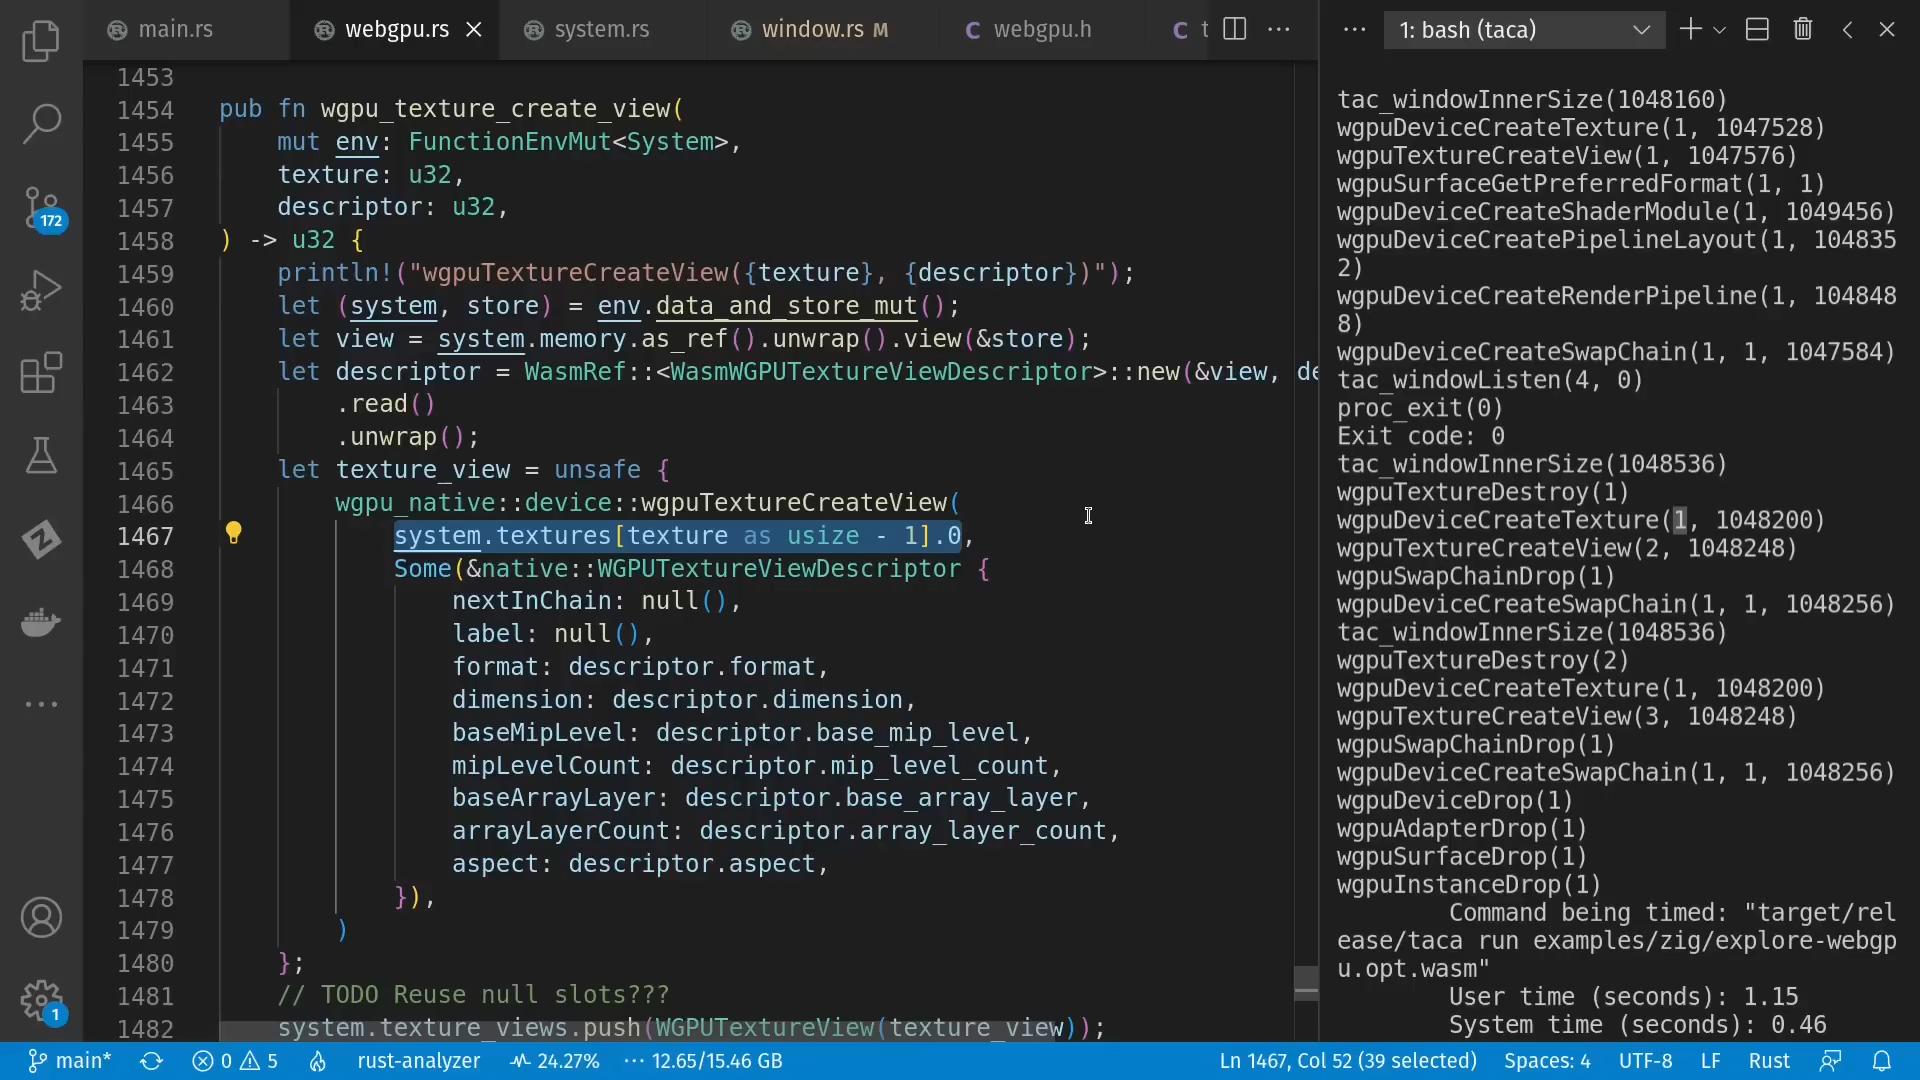 main.rs
webgpu.rs
system.rs
window.rs M
C webgpu.h
C t
1: bash (taca)
172
1
1453
1454 pub fn wgpu_texture_create_view(
1455 mut env: FunctionEnvMut<System>,
1456 texture: u32,
1457 descriptor: u32,
1458 ) -> u32 {
1459 println!("wgpuTextureCreateView({texture}, {descriptor})");
1460 let (system, store) = env.data_and_store_mut();
1461 let view = system.memory.as_ref().unwrap().view(&store);
1462 let descriptor = WasmRef::<WasmWGPUTextureViewDescriptor>::new(&view, de
1463 .read()
1464 .unwrap();
1465 let texture_view = unsafe {
1466 wgpu_native::device::wgpuTextureCreateView(
1467 system.textures[texture as usize - 1].0,
1468 Some(&native::WGPUTextureViewDescriptor {
1469 nextInChain: null(),
1470 label: null(),
1471 format: descriptor.format,
1472 dimension: descriptor.dimension,
1473 baseMipLevel: descriptor.base_mip_level,
1474 mipLevelCount: descriptor.mip_level_count,
1475 baseArrayLayer: descriptor.base_array_layer,
1476 arrayLayerCount: descriptor.array_layer_count,
1477 aspect: descriptor.aspect,
1478 }),
1479 )
1480 };
1481 // TODO Reuse null slots???
1482 system.texture_views.push(WGPUTextureView(texture_view));
tac_windowInnerSize(1048160)
wgpuDeviceCreateTexture(1, 1047528)
wgpuTextureCreateView(1, 1047576)
wgpuSurfaceGetPreferredFormat(1, 1)
wgpuDeviceCreateShaderModule(1, 1049456)
wgpuDeviceCreatePipelineLayout(1, 104835
2)
wgpuDeviceCreateRenderPipeline(1, 104848
8)
wgpuDeviceCreateSwapChain(1, 1, 1047584)
tac_windowListen(4, 0)
proc_exit(0)
Exit code: 0
tac_windowInnerSize(1048536)
wgpuTextureDestroy(1)
wgpuDeviceCreateTexture(1, 1048200)
wgpuTextureCreateView(2, 1048248)
wgpuSwapChainDrop(1)
wgpuDeviceCreateSwapChain(1, 1, 1048256)
tac_windowInnerSize(1048536)
wgpuTextureDestroy(2)
wgpuDeviceCreateTexture(1, 1048200)
wgpuTextureCreateView(3, 1048248)
wgpuSwapChainDrop(1)
wgpuDeviceCreateSwapChain(1, 1, 1048256)
wgpuDeviceDrop(1)
wgpuAdapterDrop(1)
wgpuSurfaceDrop(1)
wgpuInstanceDrop(1)
Command being timed: "target/rel
ease/taca run examples/zig/explore-webgp
u.opt.wasm"
User time (seconds): 1.15
System time (seconds): 0.46
main* 0 5 rust-analyzer 24.27% 12.65/15.46 GB Ln 1467, Col 52 (39 selected) Spaces: 4 UTF-8 LF Rust